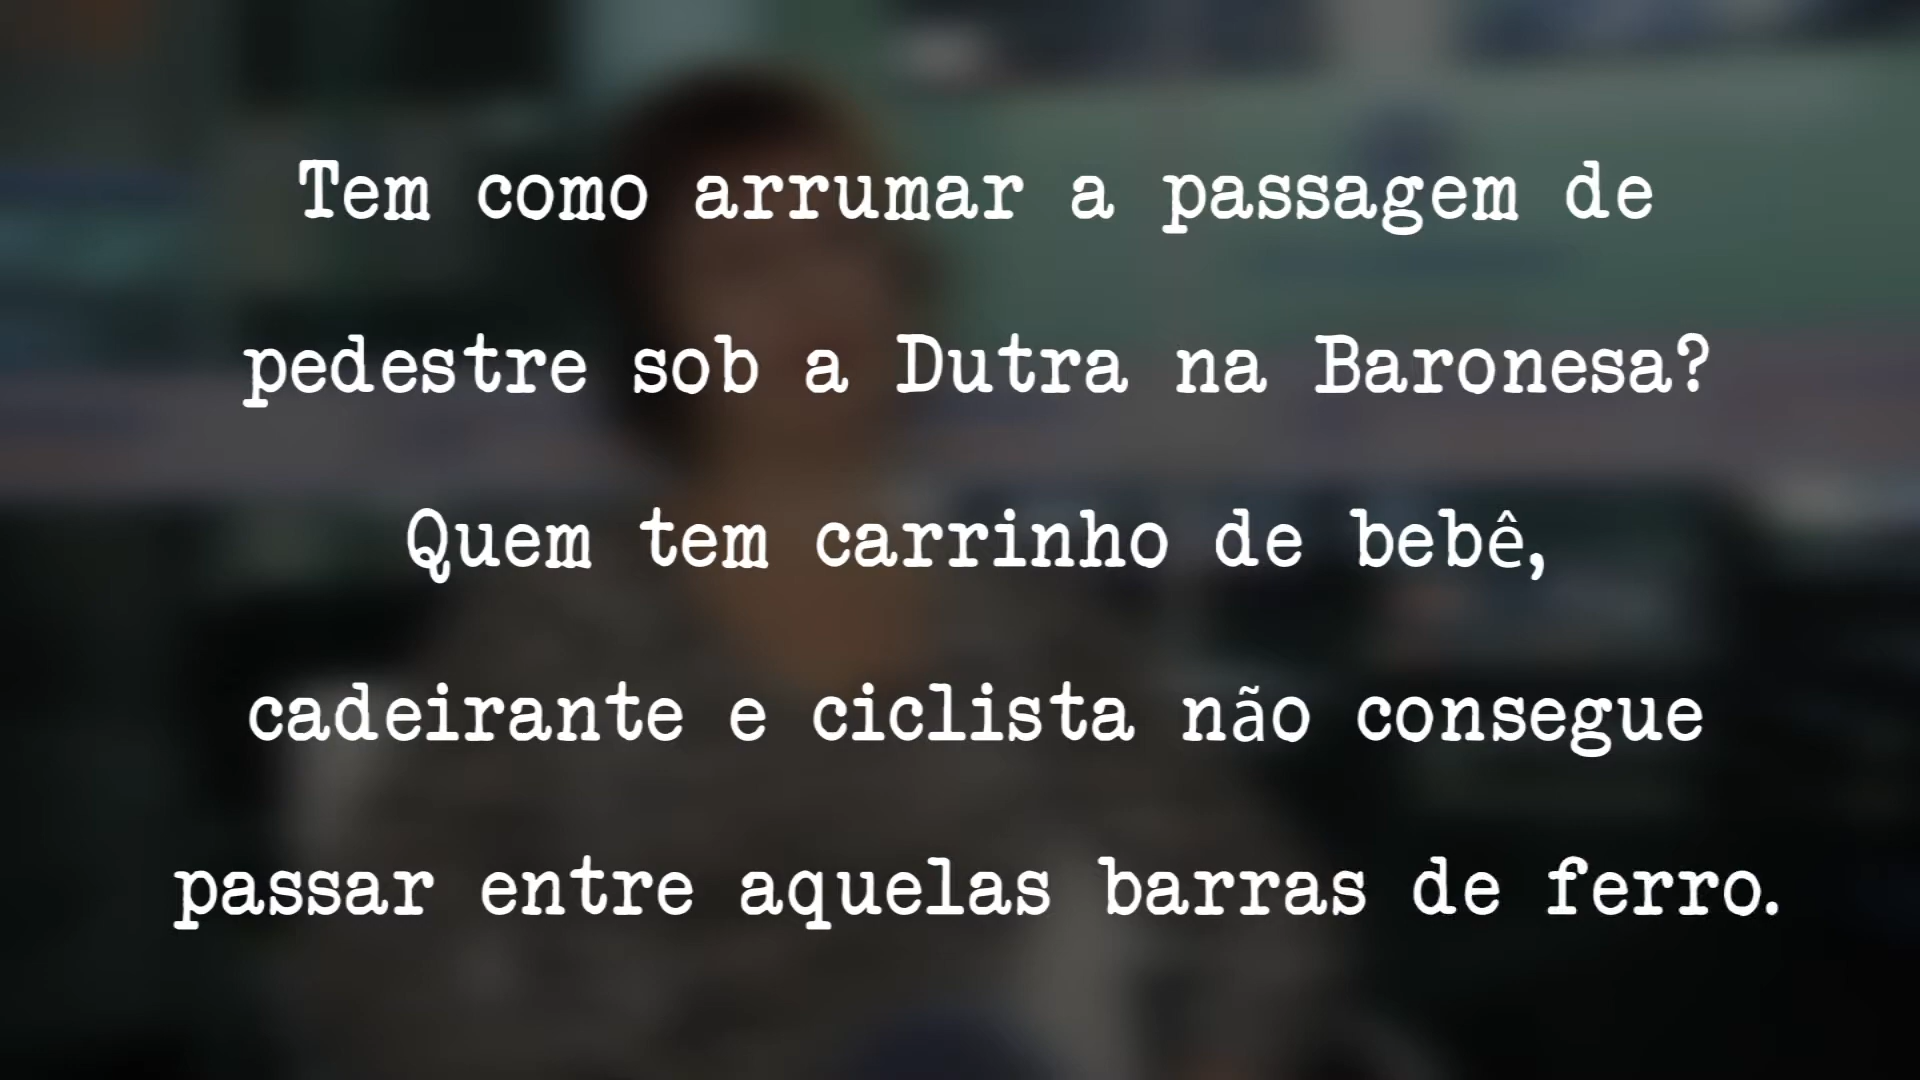 Tem como arrumar a passagem de
pedestre sob a Dutra na Baronesa?
Quem tem carrinho de bebê,
cadeirante e ciclista não consegue
passar entre aquelas barras de ferro.